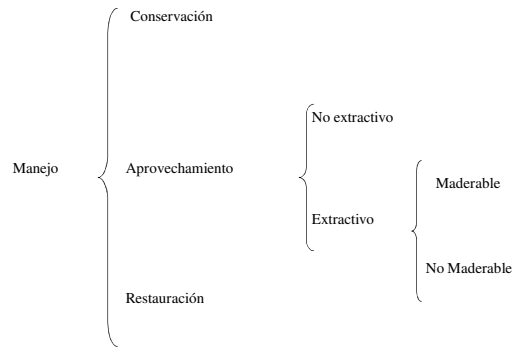 Conservación
No extractivo
Manejo
Aprovechamiento
Maderable
Extractivo
No Maderable
Restauración